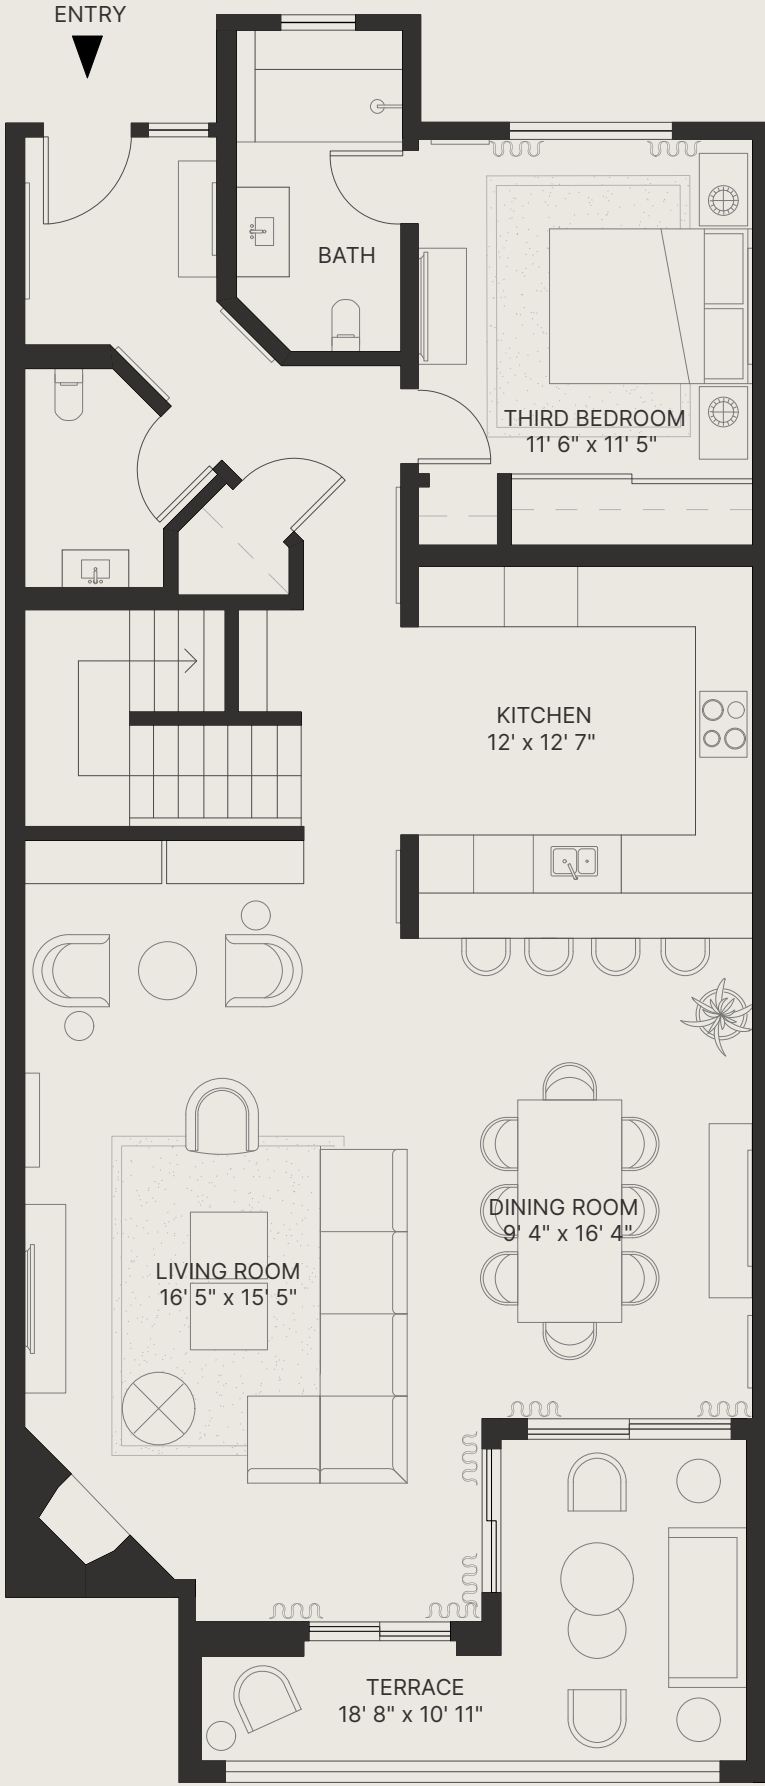 ENTRY
BATH
THIRD BEDROOM
11' 6" x 11' 5"
KITCHEN
12' x 12' 7"
DINING ROOM
9' 4" x 16' 4"
LIVING ROOM
16' 5" x 15' 5"
TERRACE
18' 8" x 10' 11"